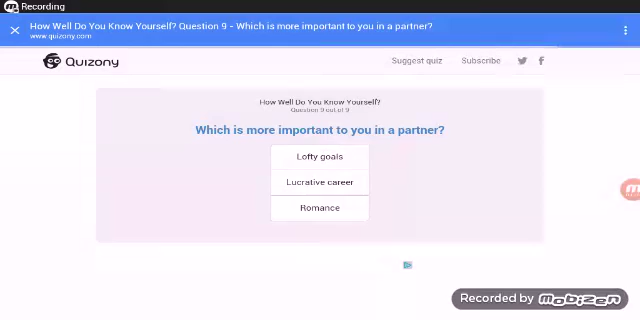 Recording
How Well Do You Know Yourself? Question 9 - Which is more important to you in a partner?
www.quizony.com
Quizony
Suggest quiz Subscribe
How Well Do You Know Yourself?
Question 9 out of 9
Which is more important to you in a partner?
Lofty goals
Lucrative career
Romance
Recorded by mobizen